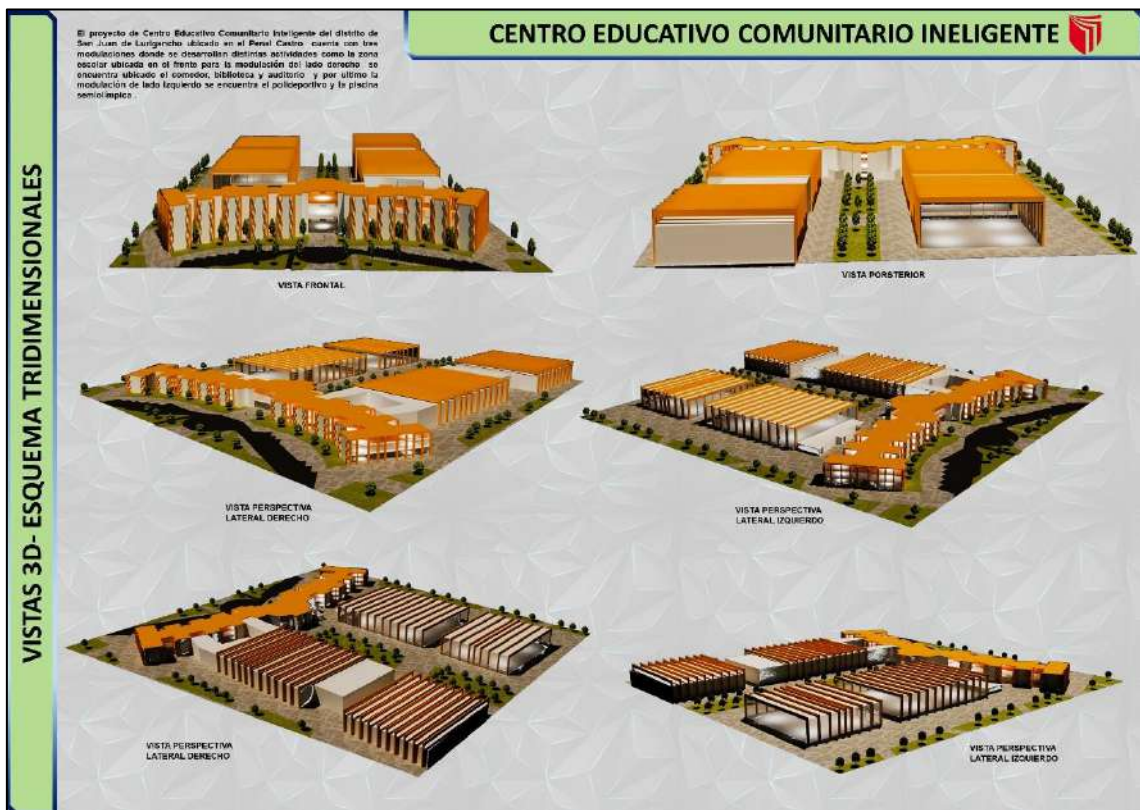 CENTRO EDUCATIVO COMUNITARIO INELIGENTE
El proyecto de Centro Educativo Comunitario Inteligente del distrito de
San Juan de Lurigancho ubicado en el Penal Castro cuenta con tres
modulaciones donde se desarrollan distintas actividades como la zona
escolar ubicada en el frente para la modulación del lado derecho se
encuentra ubicado el comedor, biblioteca y auditorio y por ultimo la
modulación de lado izquierdo se encuentra el polideportivo y la piscina
semiolímpica .
VISTAS 3D- ESQUEMA TRIDIMENSIONALES
VISTA FRONTAL
VISTA PORSTERIOR
VISTA PERSPECTIVA
LATERAL DERECHO
VISTA PERSPECTIVA
LATERAL IZQUIERDO
VISTA PERSPECTIVA
LATERAL DERECHO
VISTA PERSPECTIVA
LATERAL IZQUIERDO